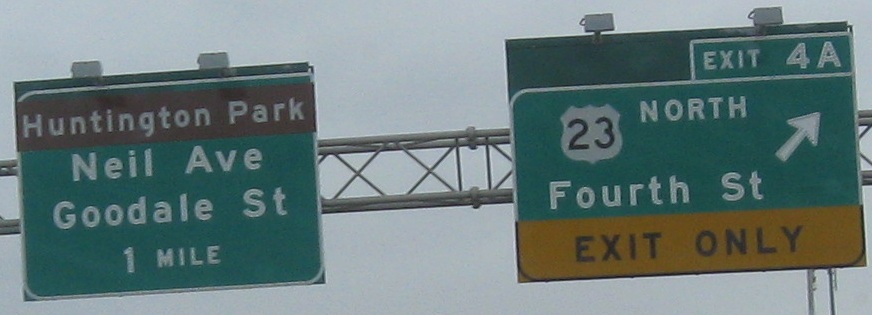 Huntington Park
Neil Ave
Goodale St
1 MILE
EXIT 4A
23 NORTH
Fourth St
EXIT ONLY